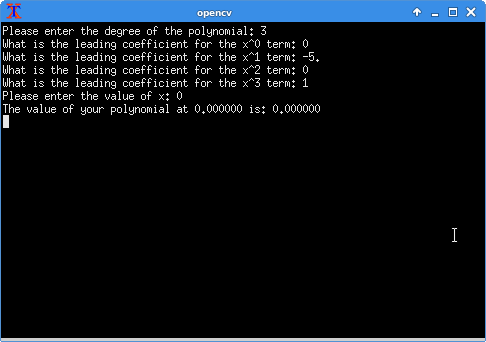 opencv
Please enter the degree of the polynomial: 3
What is the leading coefficient for the x^0 term: 0
What is the leading coefficient for the x^1 term: -5.
What is the leading coefficient for the x^2 term: 0
What is the leading coefficient for the x^3 term: 1
Please enter the value of x: 0
The value of your polynomial at 0.000000 is: 0.000000